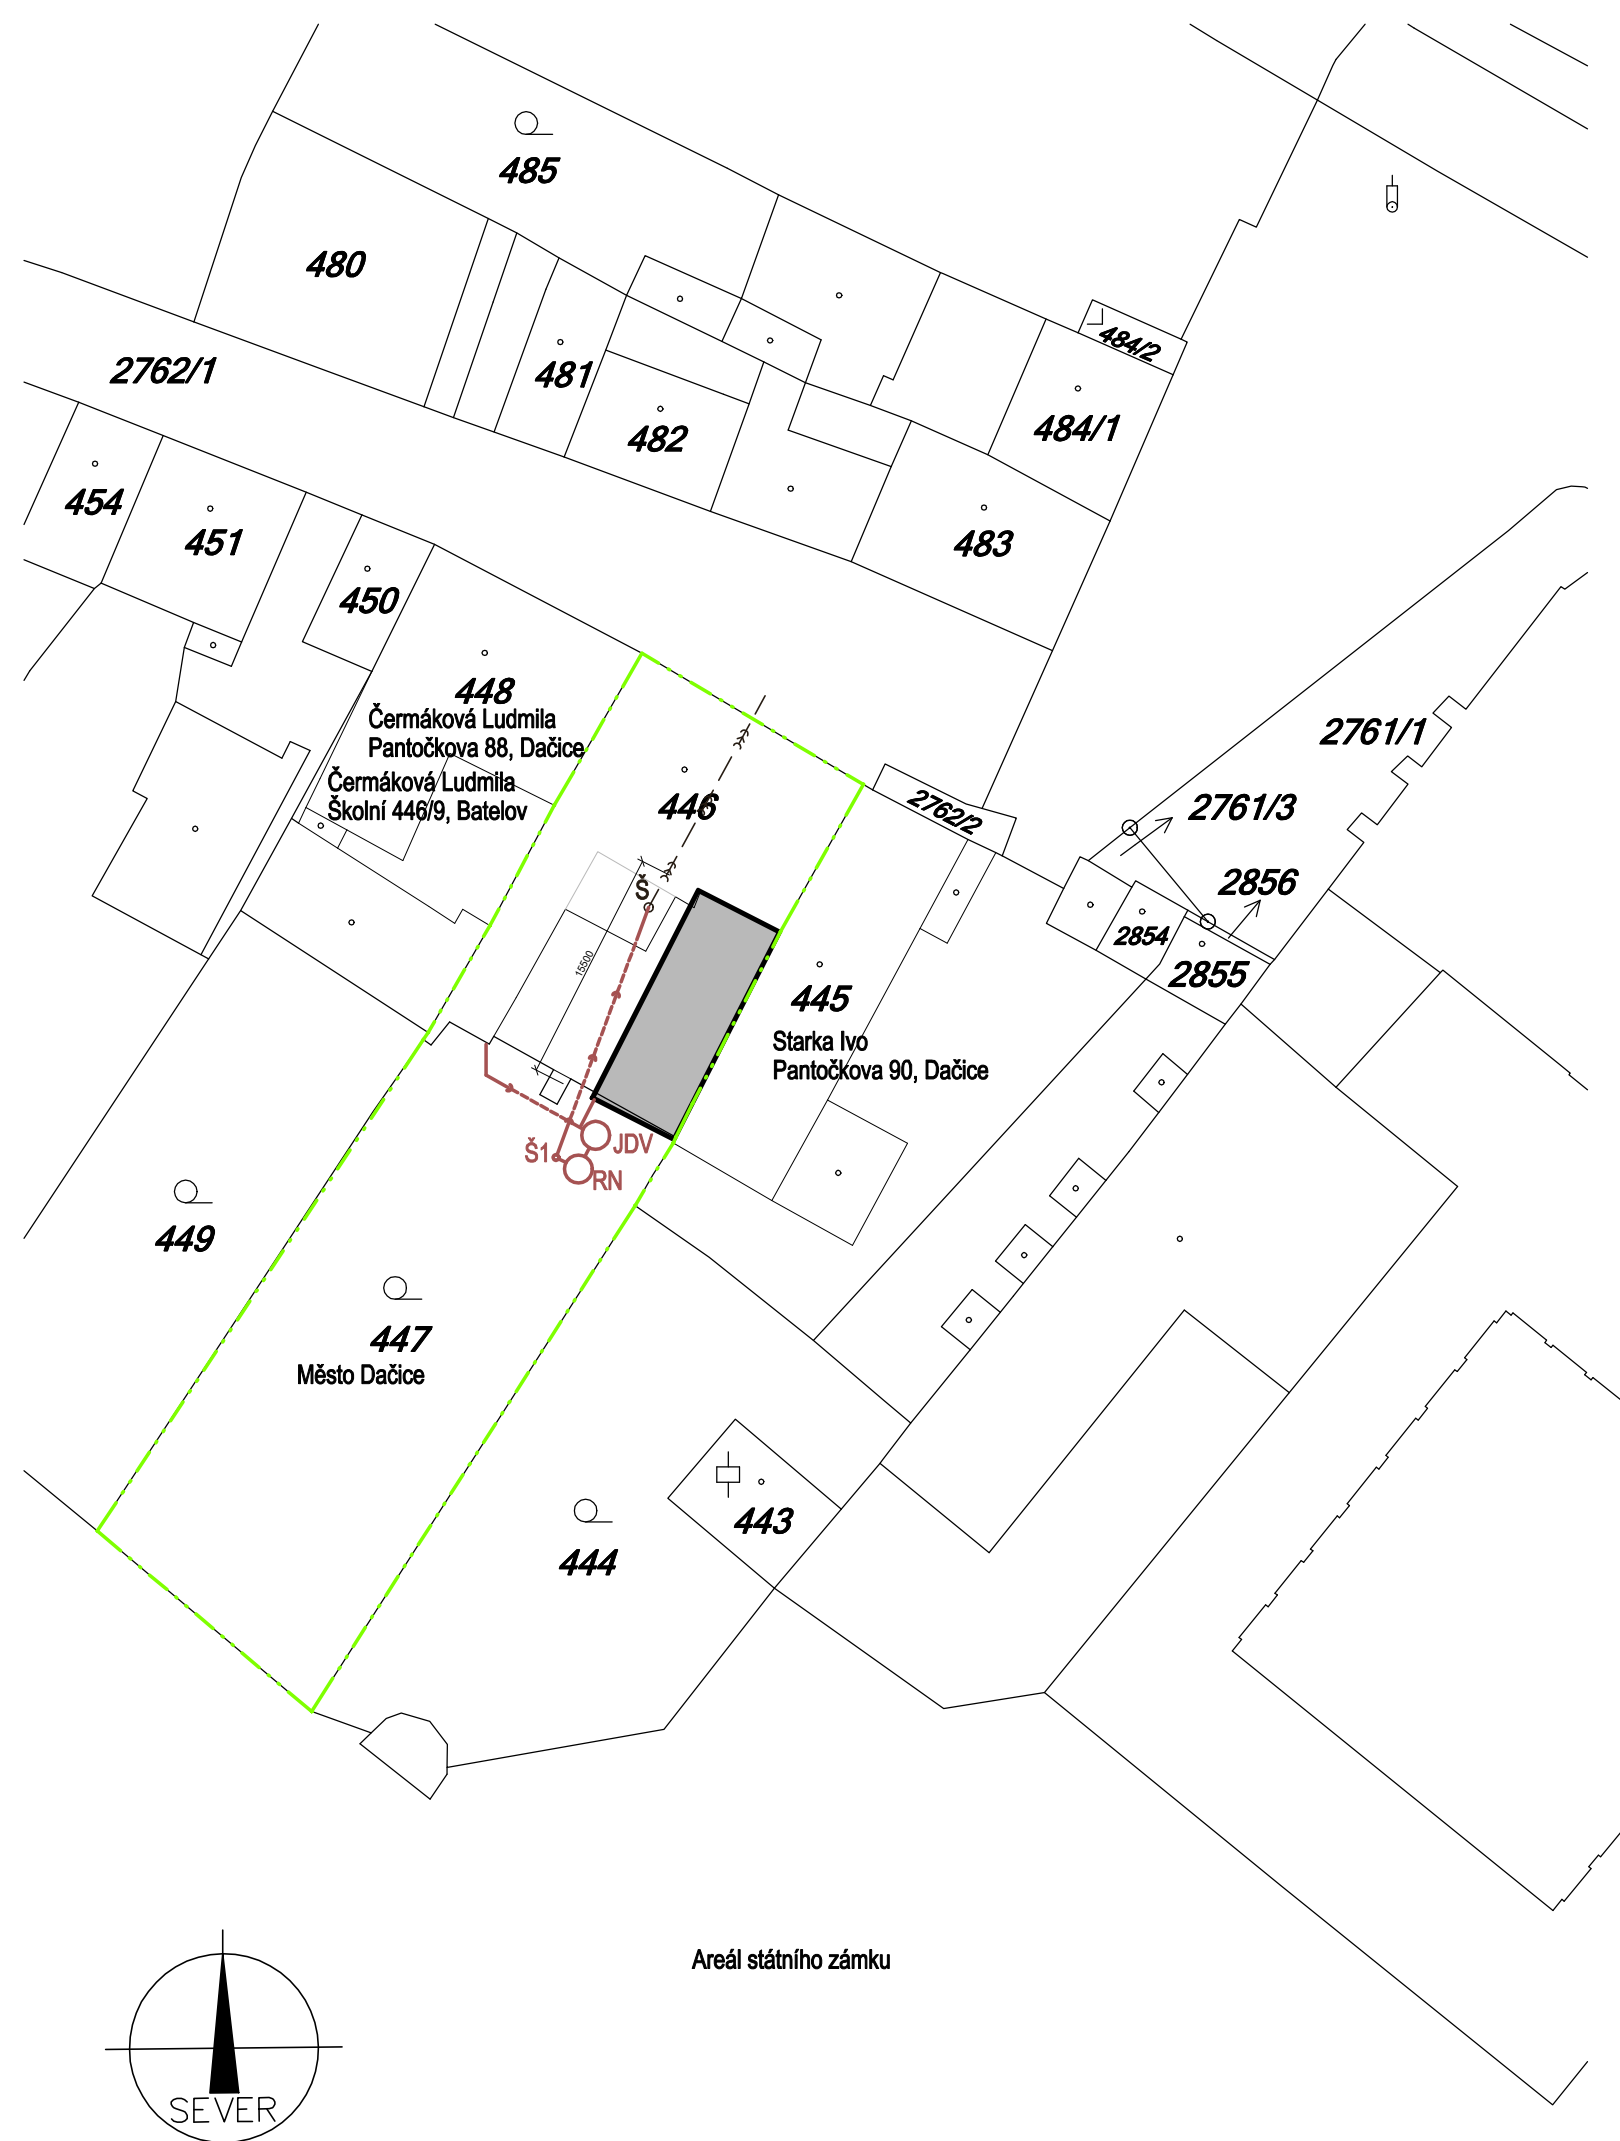 485
480
2762/1
481
482
484/2
484/1
483
454
451
450
448
Čermáková Ludmila
Pantočkova 88, Dačice
Čermáková Ludmila
Školní 446/9, Batelov
446
2762/2
2761/1
2761/3
2856
2854
2855
Š
15500
445
Starka Ivo
Pantočkova 90, Dačice
Š1
JDV
RN
449
447
Město Dačice
443
444
Areál státního zámku
SEVER